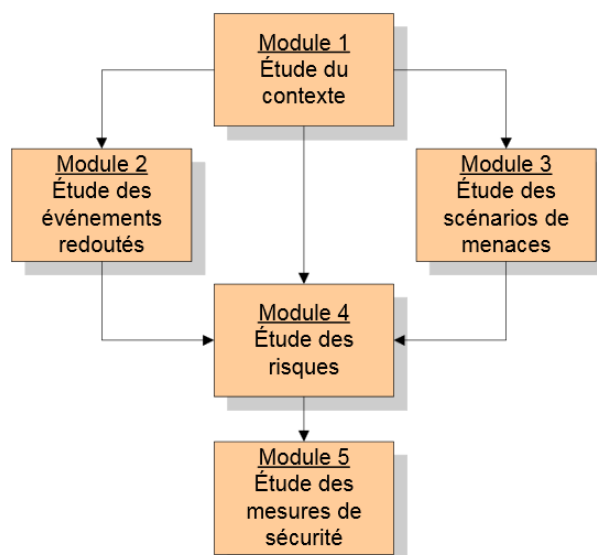 Module 1
Étude du
contexte
Module 2
Étude des
événements
redoutés
Module 3
Étude des
scénarios de
menaces
Module 4
Étude des
risques
Module 5
Étude des
mesures de
sécurité